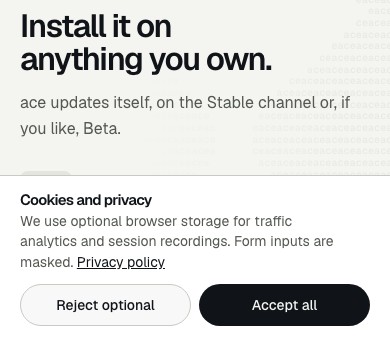 Install it on
anything you own.
ace updates itself, on the Stable channel or, if
you like, Beta.
Cookies and privacy
We use optional browser storage for traffic
analytics and session recordings. Form inputs are
masked. Privacy policy
Reject optional
Accept all